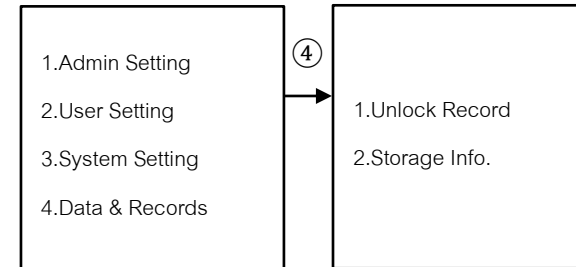 1.Admin Setting
2.User Setting
3.System Setting
4.Data & Records
④
1.Unlock Record
2.Storage Info.